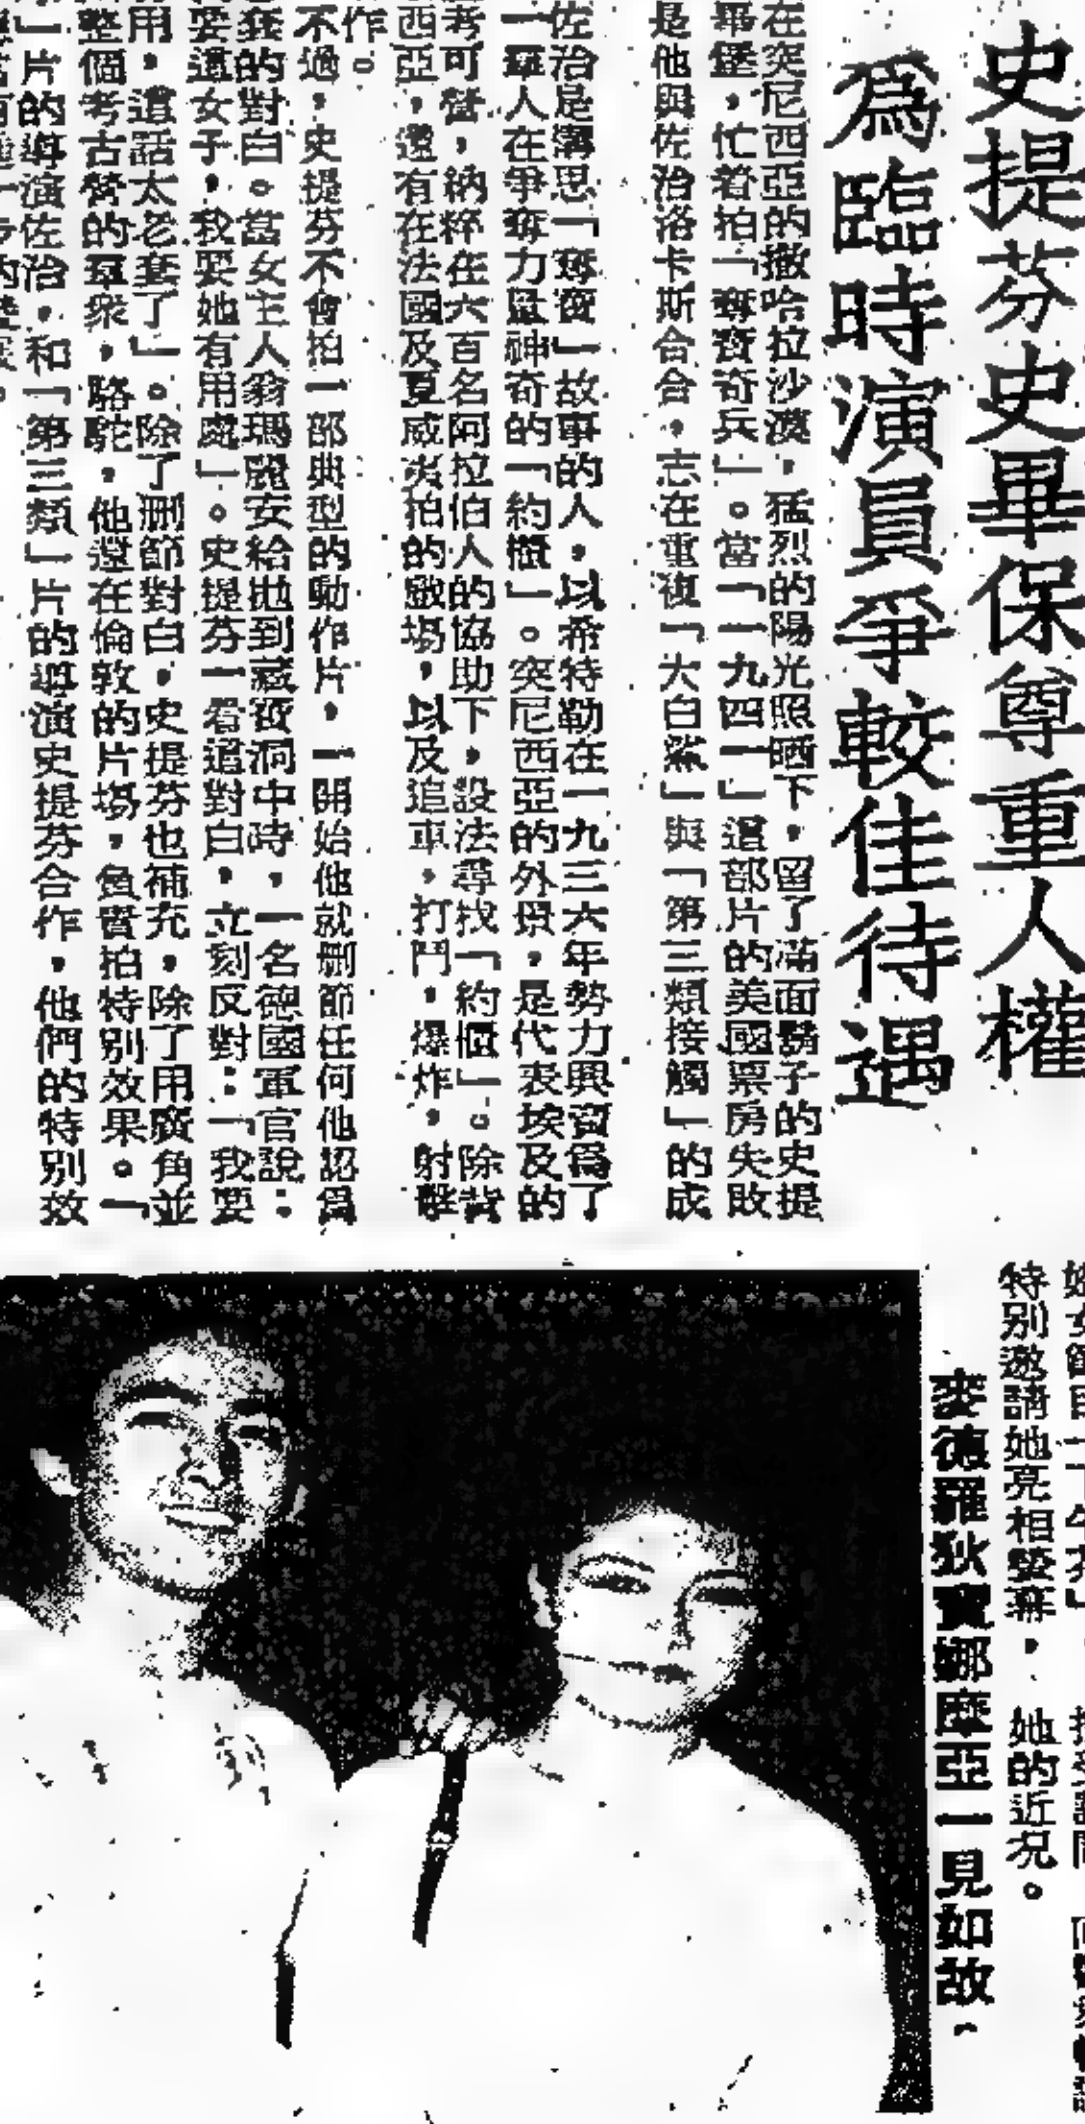 史提芬史畢保尊重人權
為臨時演員爭較佳待遇
在突尼西亞的撒哈拉沙漠，猛烈的陽光照晒下，留了滿面鬍子的史提
畢堡，忙着拍「奪寶奇兵」。當「一九四一」這部片的美國票房失敗
是他與佐治洛卡斯合合，志在重複「大白鯊」與「第三類接觸」的成
佐治是溝思「奪寶」故事的人，以希特勒在一九三六年勢力興實為了
一羣人在爭奪力量神奇的「約櫃」。突尼西亞的外景，是代表埃及的
考可營，納粹在六百名阿拉伯人的協助下，設法尋找「約櫃」。除背
西亞，還有在法國及夏威夷拍的戲場，以及追車，打鬥，爆炸，射擊
作。
不過，史提芬不會拍一部典型的動作片，一開始他就刪節任何他認為
套的對白。當女主人翁瑪麗安給拋到藏寶洞中時，一名德國軍官說：
要這女子，我要她有用處」。史提芬一看這對白，立刻反對：「我要
用，這話太老套了」。除了刪節對白，史提芬也補充，除了用廣角並
整個考古營的羣衆，駱駝，他還在倫敦的片場，負責拍特別效果。「
」片的導演佐治，和「第三類」片的導演史提芬合作，他們的特別效
特別邀請她亮相螢幕，她的近况。
麥德羅狄寶娜摩亞一見如故，